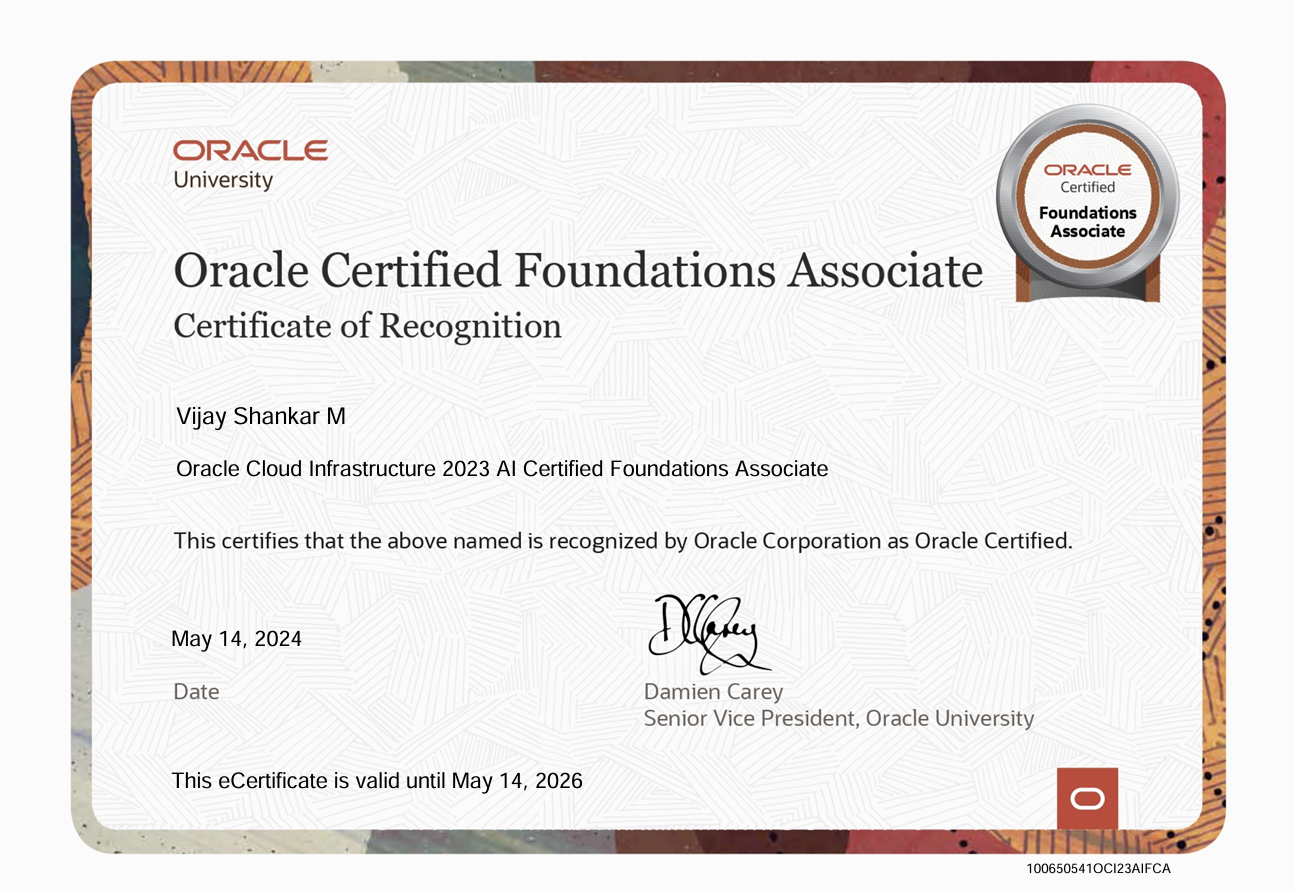 ORACLE
University
ORACLE
Certified
Foundations
Associate
Oracle Certified Foundations Associate
Certificate of Recognition
Vijay Shankar M
Oracle Cloud Infrastructure 2023 AI Certified Foundations Associate
This certifies that the above named is recognized by Oracle Corporation as Oracle Certified.
May 14, 2024
Date
DCarey
Damien Carey
Senior Vice President, Oracle University
This eCertificate is valid until May 14, 2026
100650541OCI23AIFCA